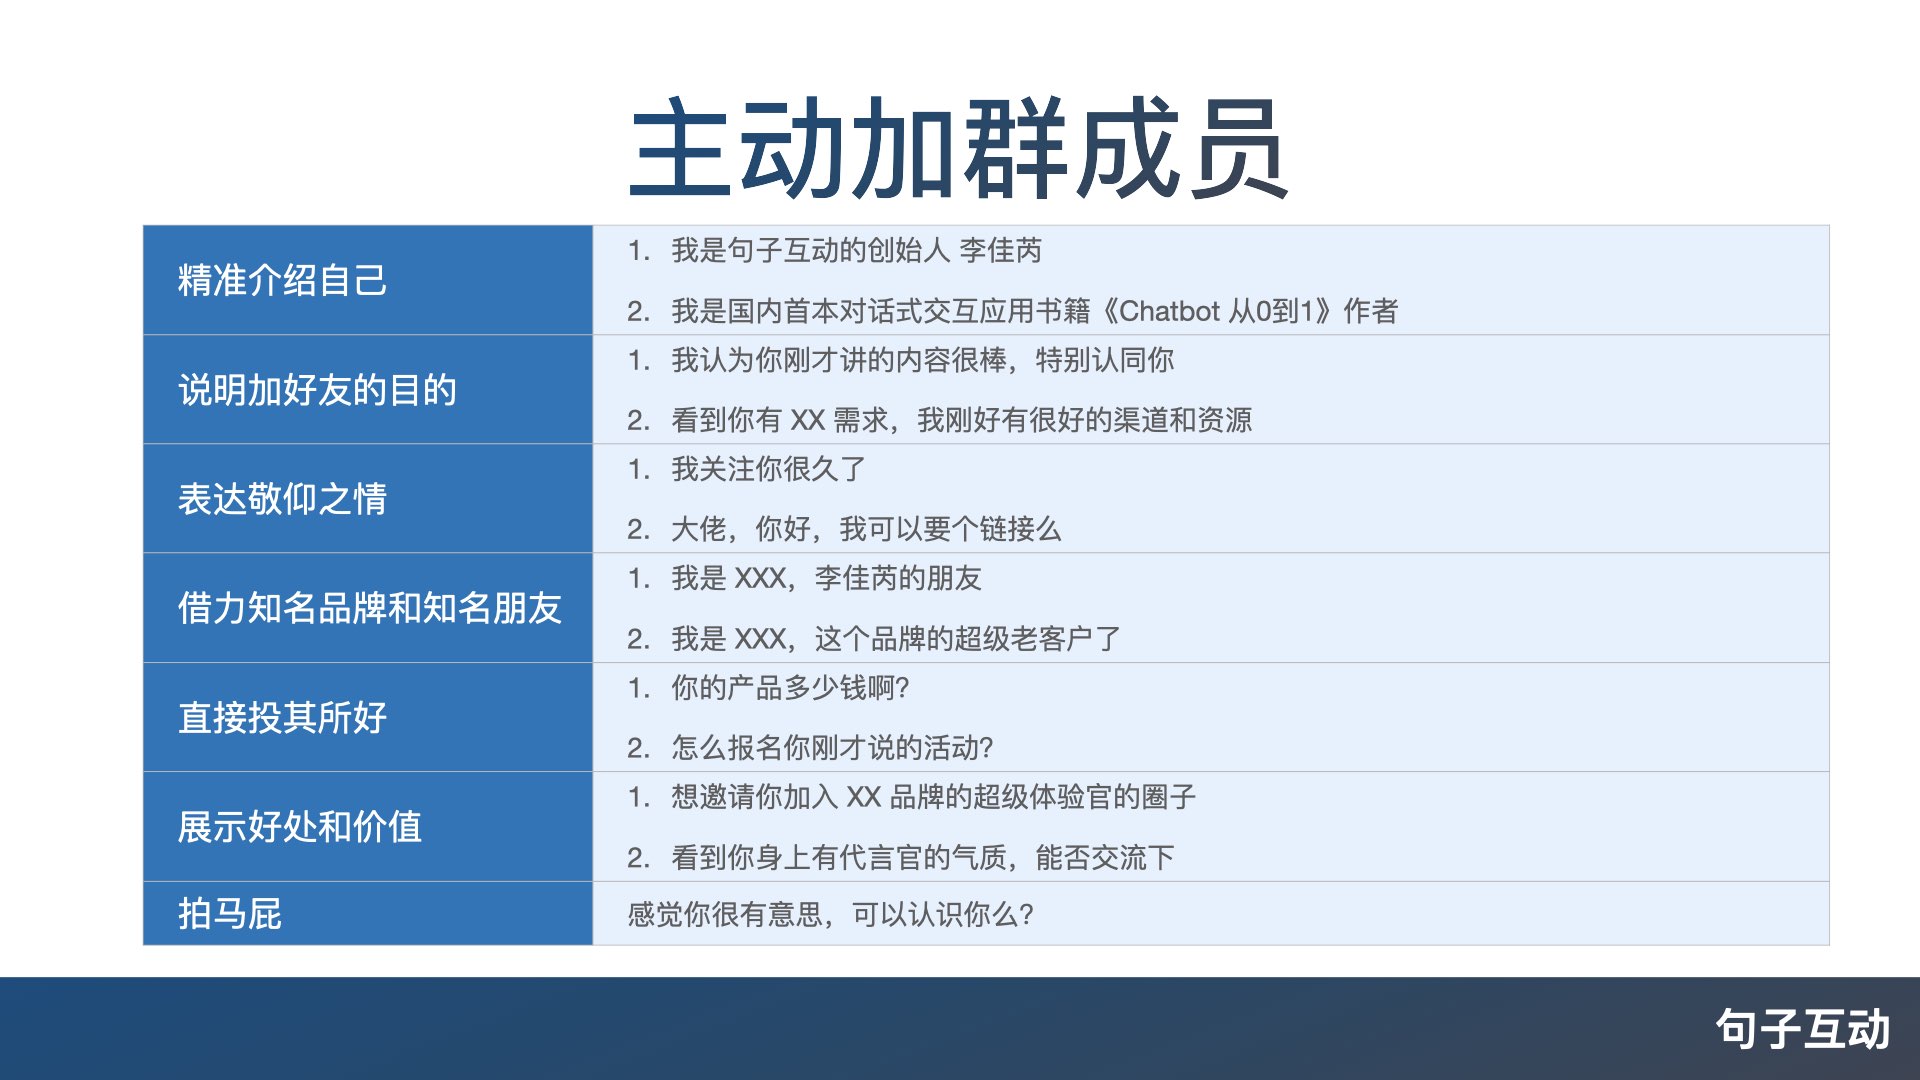 主动加群成员
精准介绍自己
1. 我是句子互动的创始人 李佳芮
2. 我是国内首本对话式交互应用书籍《Chatbot 从0到1》作者
说明加好友的目的
1. 我认为你刚才讲的内容很棒，特别认同你
2. 看到你有 XX 需求，我刚好有很好的渠道和资源
表达敬仰之情
1. 我关注你很久了
2. 大佬，你好，我可以要个链接么
借力知名品牌和知名朋友
1. 我是 XXX，李佳芮的朋友
2. 我是 XXX，这个品牌的超级老客户了
直接投其所好
1. 你的产品多少钱啊?
2. 怎么报名你刚才说的活动?
展示好处和价值
1. 想邀请你加入 XX 品牌的超级体验官的圈子
2. 看到你身上有代言官的气质，能否交流下
拍马屁
感觉你很有意思，可以认识你么?
句子互动